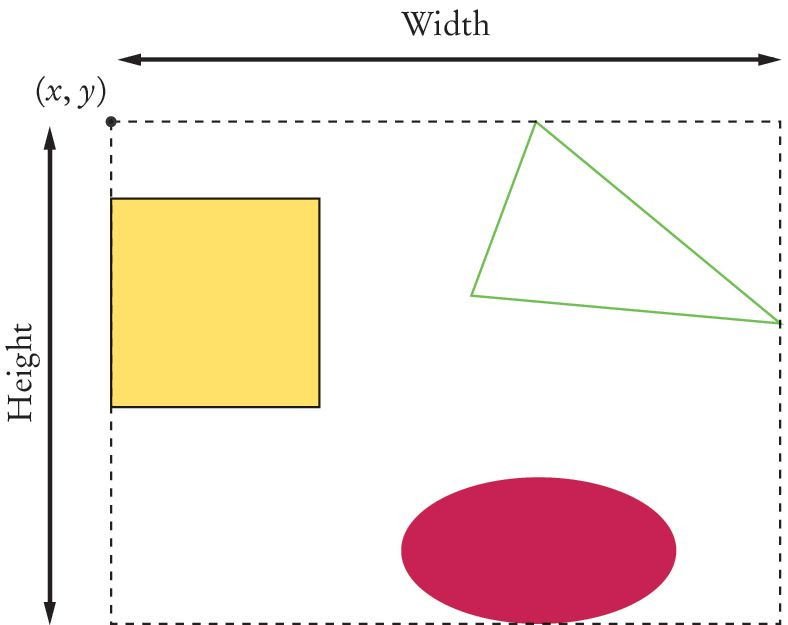 Width
(x, y)
Height